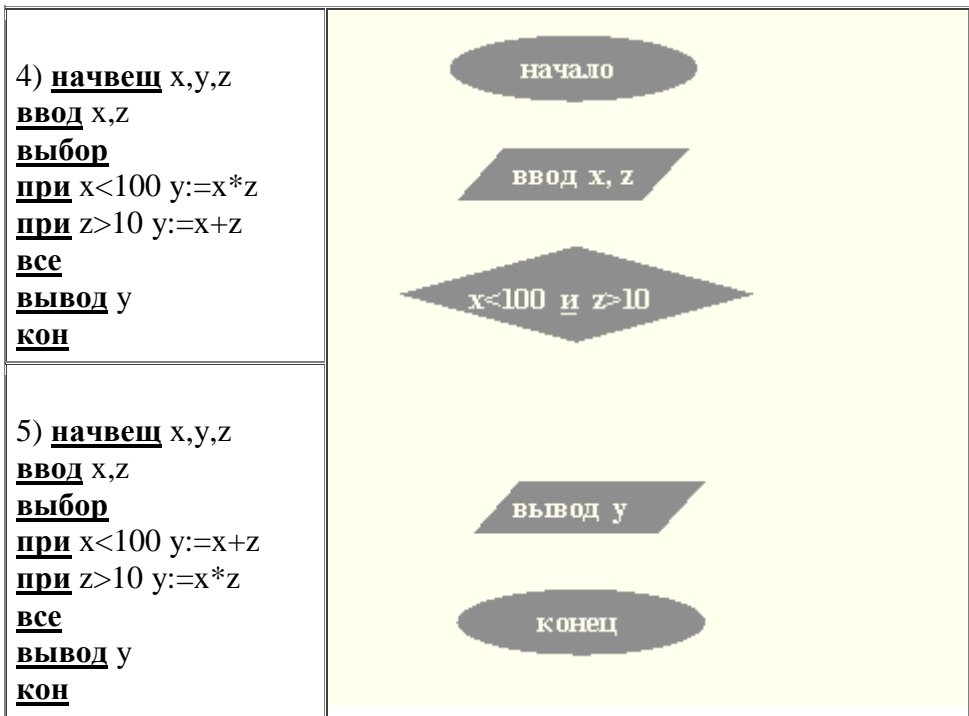 4) начвещ x,y,z
ввод x,z
выбор
при x<100 y:=x*z
при z>10 y:=x+z
все
вывод y
кон
5) начвещ x,y,z
ввод x,z
выбор
при x<100 y:=x+z
при z>10 y:=x*z
все
вывод y
кон
начало
ввод x, z
x<100 и z>10
вывод y
конец